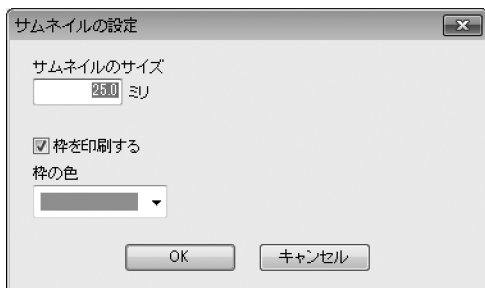 サムネイルの設定
サムネイルのサイズ
25.0 ミリ
枠を印刷する
枠の色
OK キャンセル